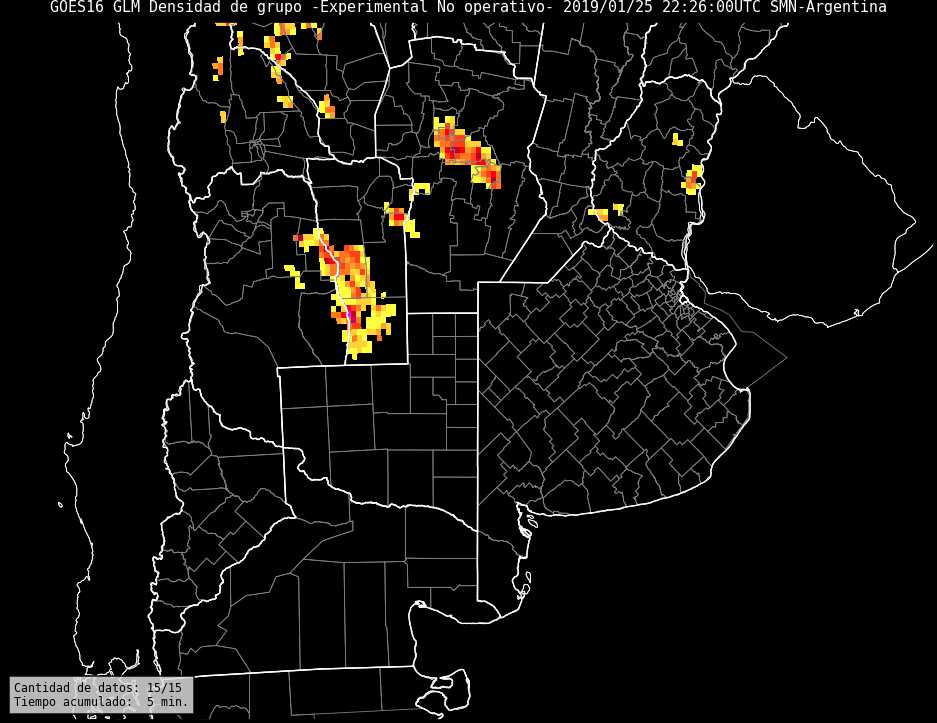 GOES16 GLM Densidad de grupo -Experimental No operativo- 2019/01/25 22:26:00UTC SMN-Argentina
Cantidad de datos: 15/15
Tiempo acumulado:  5 min.